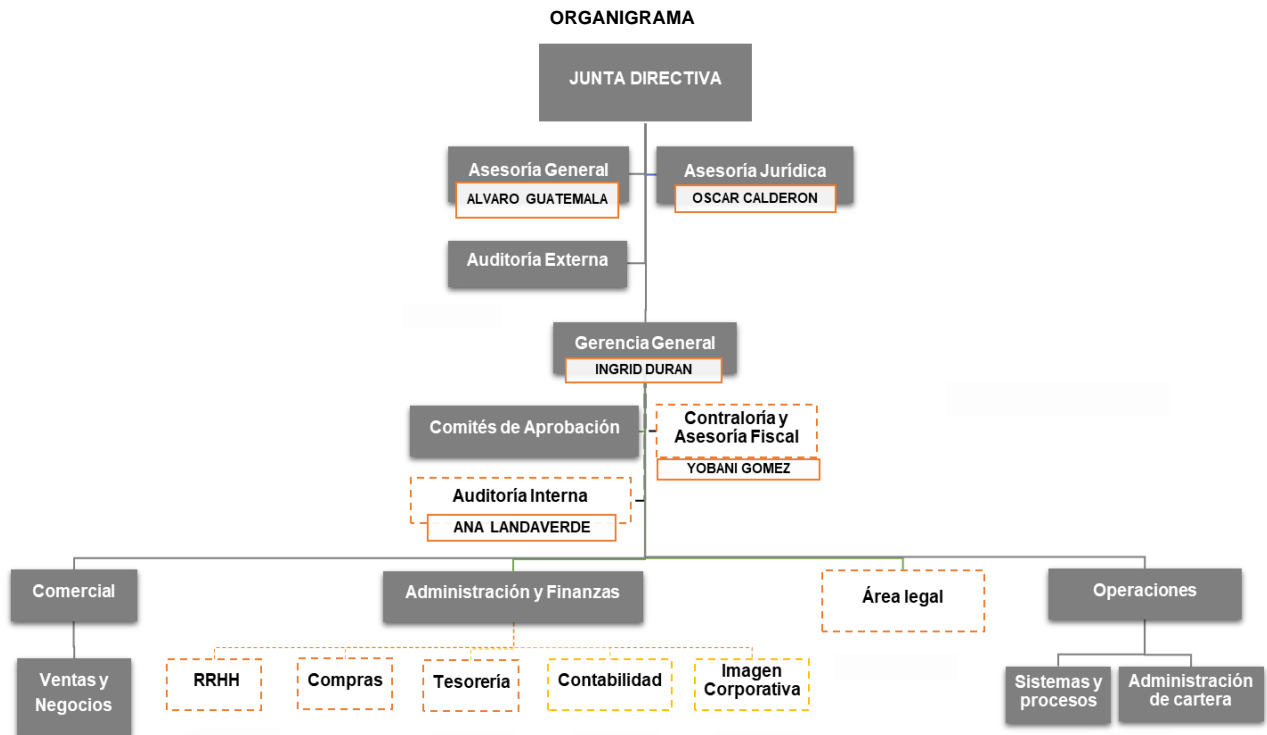 ORGANIGRAMA
JUNTA DIRECTIVA
Asesoría General
ALVARO GUATEMALA
Asesoría Jurídica
OSCAR CALDERON
Auditoría Externa
Gerencia General
INGRID DURAN
Comités de Aprobación
Contraloría y
Asesoría Fiscal
YOBANI GOMEZ
Auditoría Interna
ANA LANDAVERDE
Comercial
Administración y Finanzas
Área legal
Operaciones
Ventas y
Negocios
RRHH
Compras
Tesorería
Contabilidad
Imagen
Corporativa
Sistemas y
procesos
Administración
de cartera